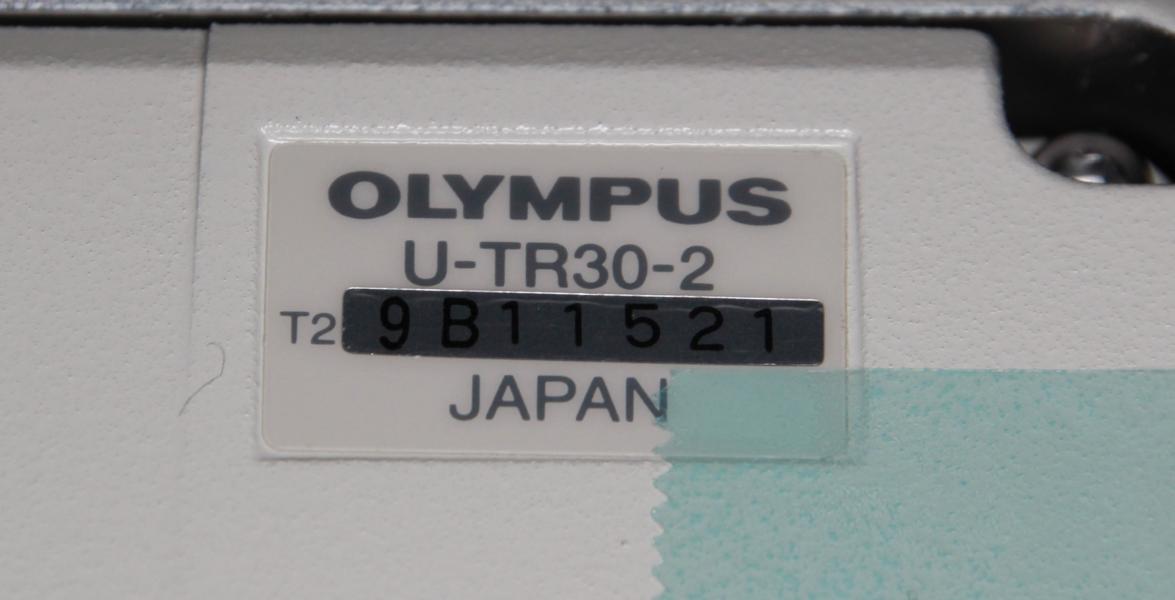 OLYMPUS
U-TR30-2
T2 9B11521
JAPAN